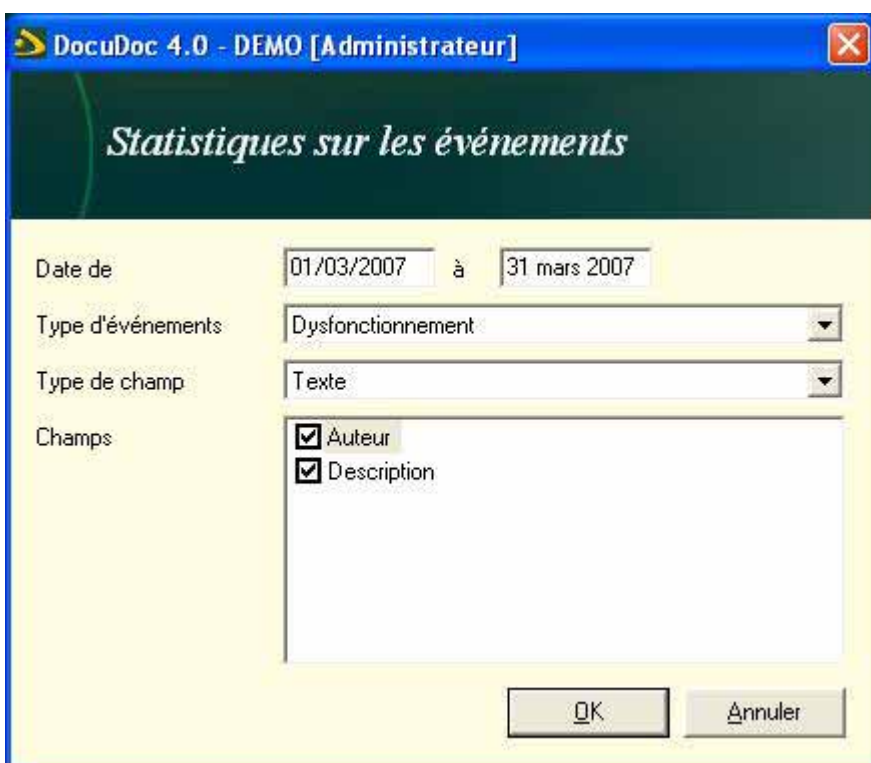 DocuDoc 4.0 - DEMO [Administrateur]
Statistiques sur les événements
Date de 01/03/2007 à 31 mars 2007
Type d'événements Dysfonctionnement
Type de champ Texte
Champs Auteur
Description
OK Annuler